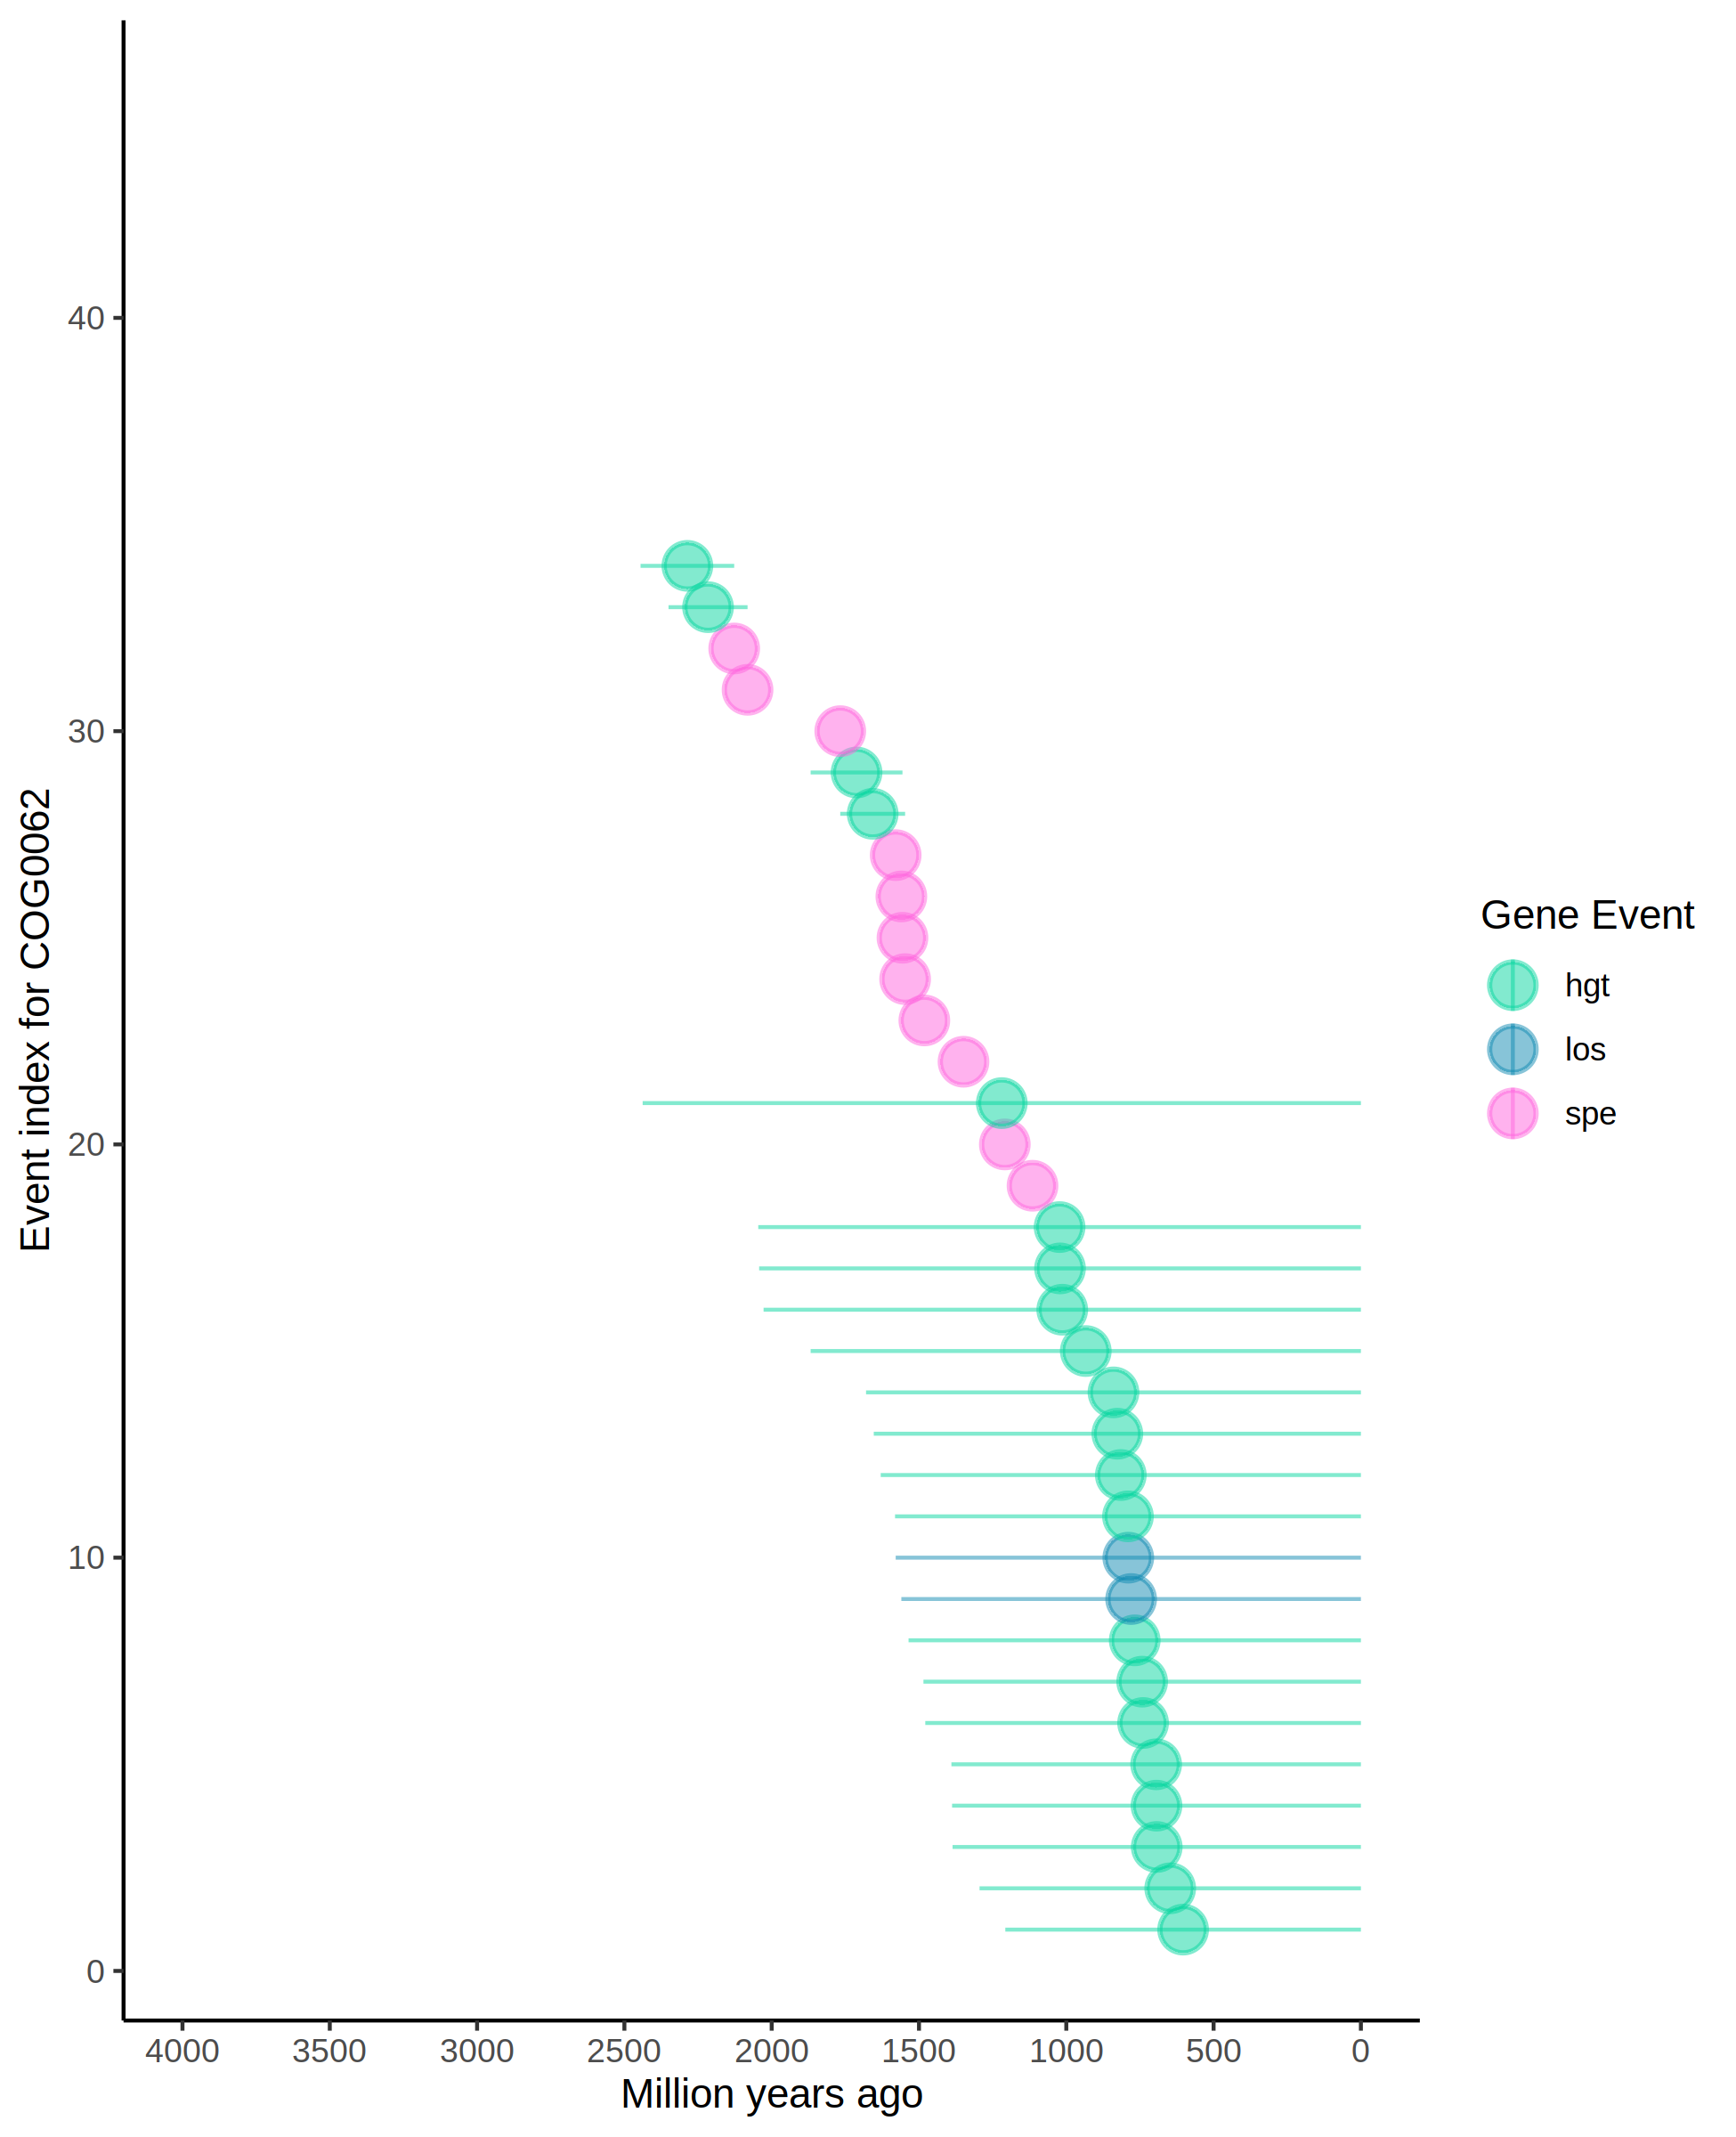 Event index for COG0062
40
30
20
10
0
4000 3500 3000 2500 2000 1500 1000 500 0
Million years ago
Gene Event
hgt
los
spe